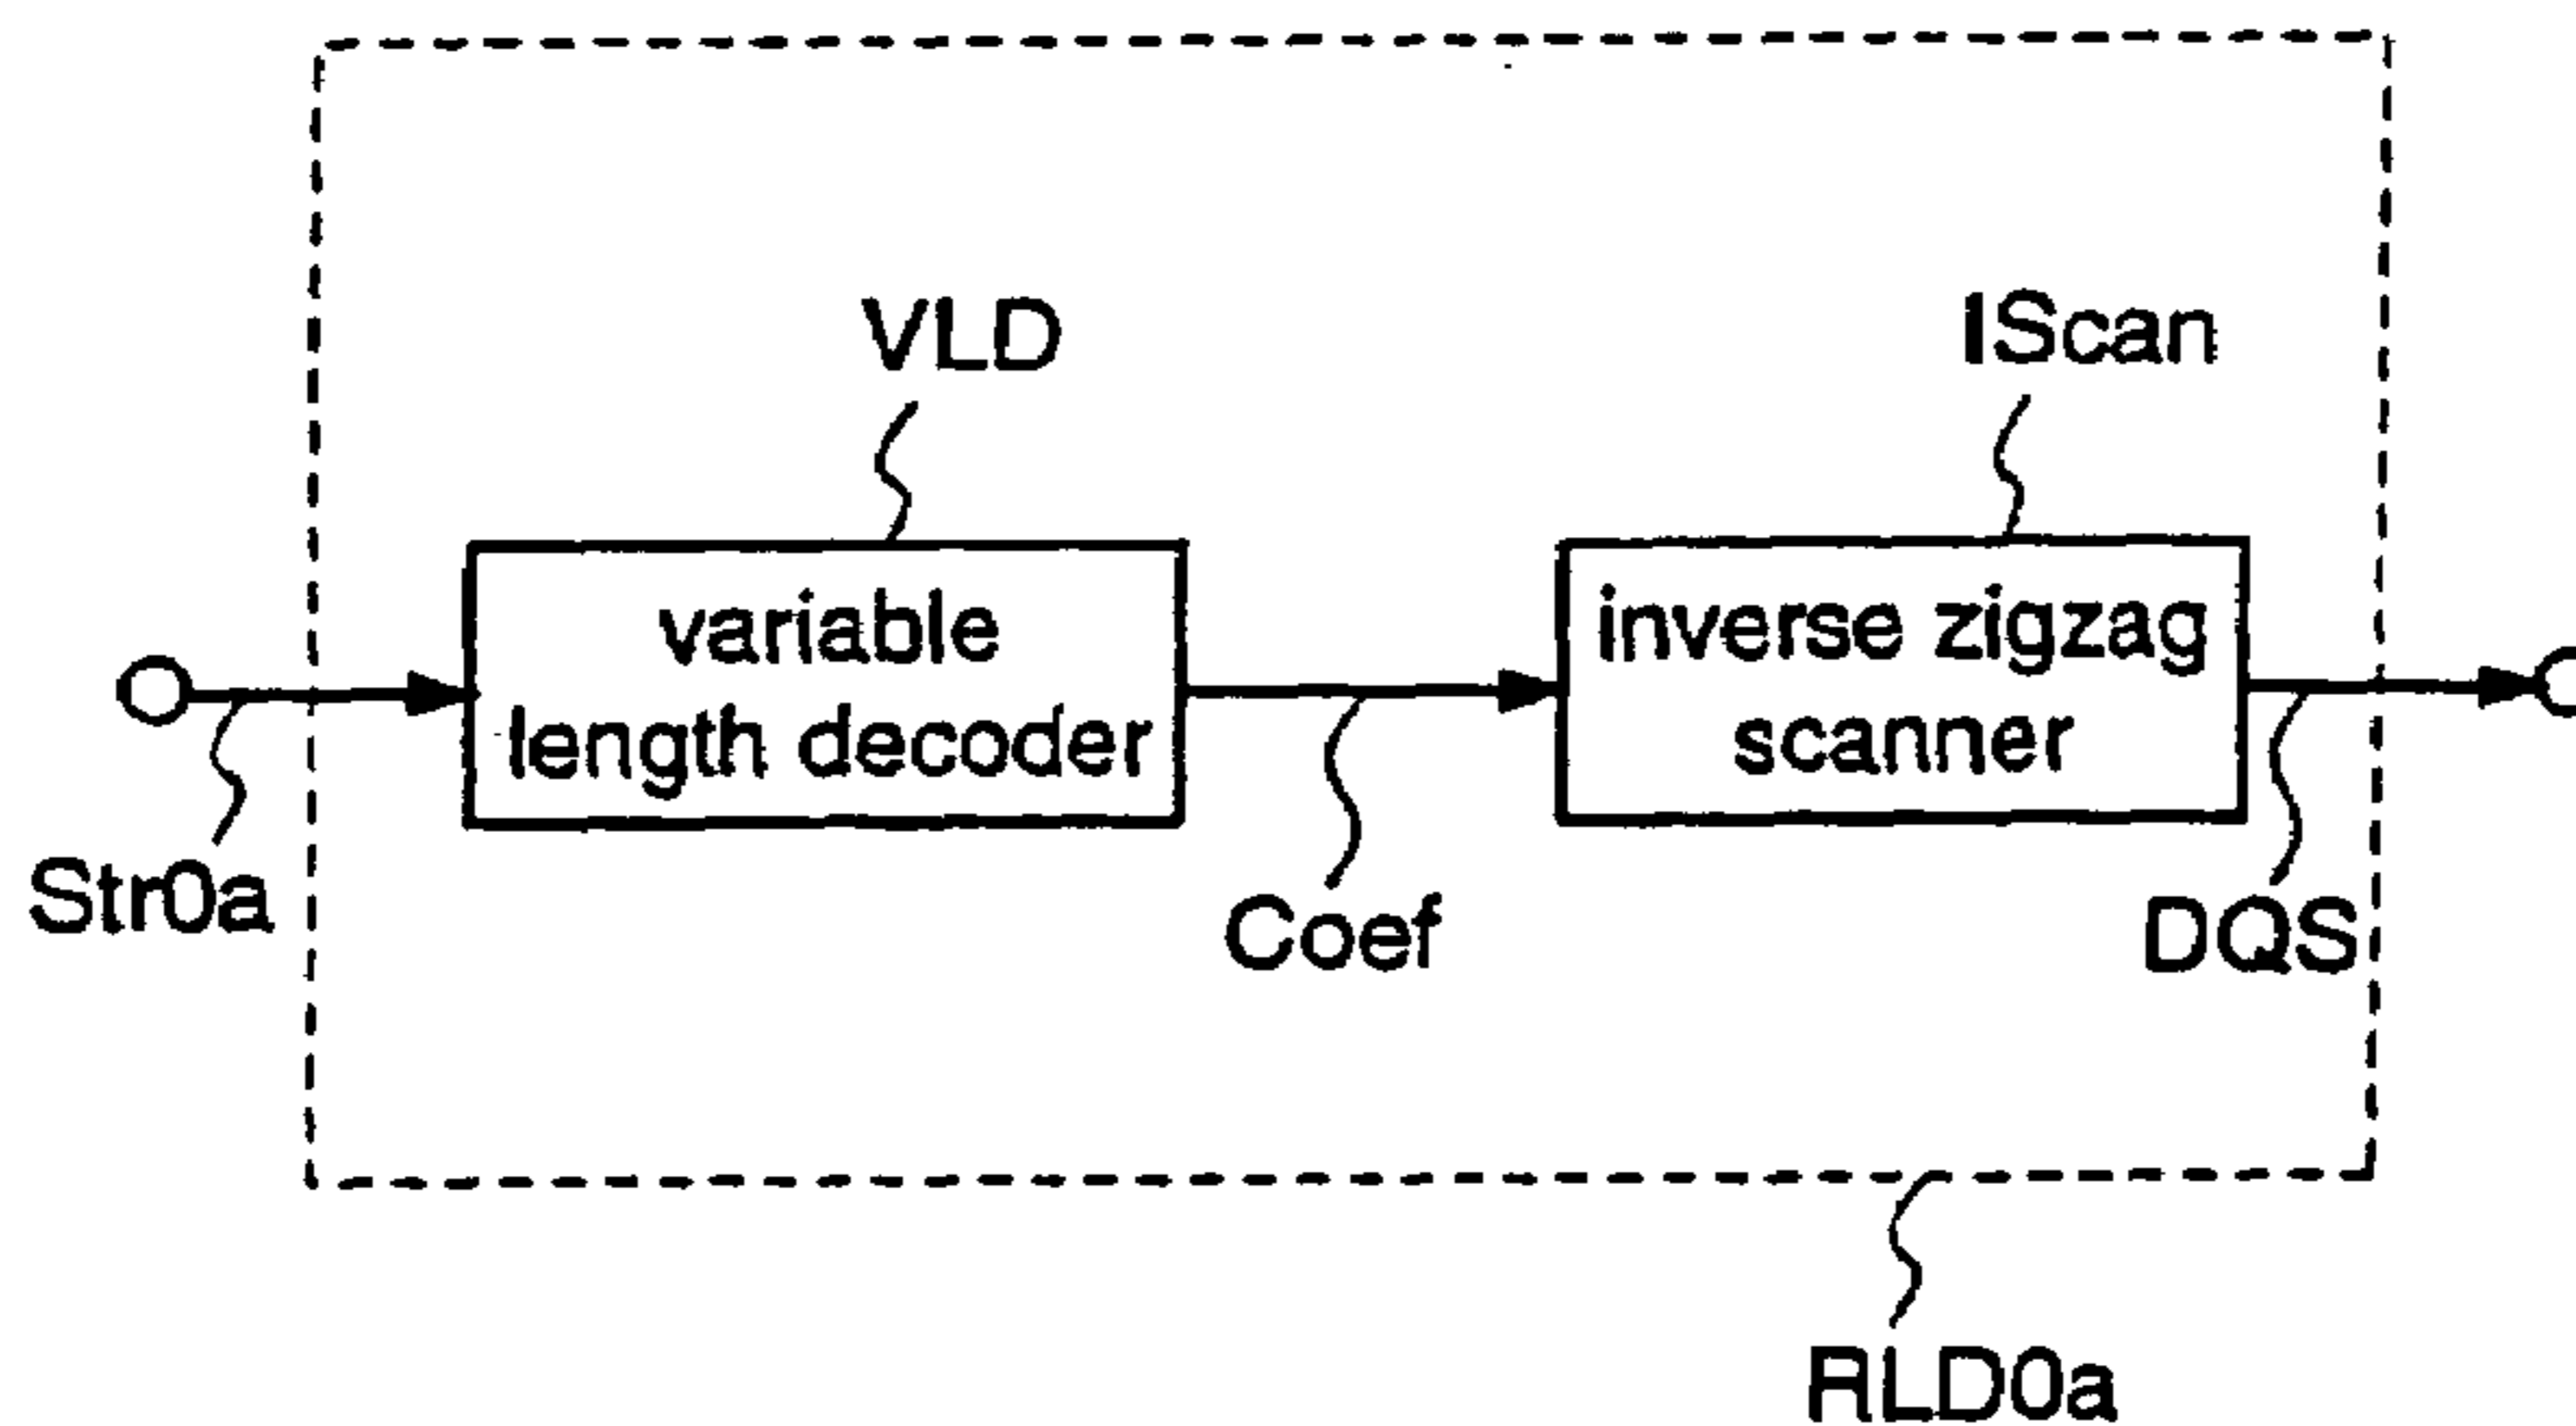 VLD
IScan
variable
length decoder
inverse zigzag
scanner
Str0a
Coef
DQS
RLD0a